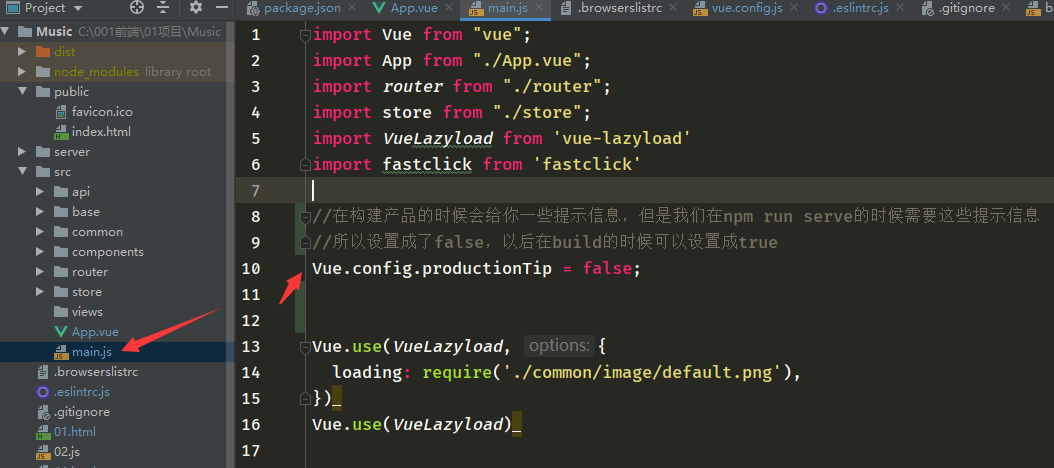 Project
package.json
App.vue
main.js
.browserslistrc
vue.config.js
.eslintrc.js
.gitignore
Music C:\001前端\01项目\Music
dist
node_modules library root
public
favicon.ico
index.html
server
src
api
base
common
components
router
store
views
App.vue
main.js
.browserslistrc
.eslintrc.js
.gitignore
01.html
02.js
1 import Vue from "vue";
2 import App from "./App.vue";
3 import router from "./router";
4 import store from "./store";
5 import VueLazyload from 'vue-lazyload'
6 import fastclick from 'fastclick'
7
8 //在构建产品的时候会给你一些提示信息，但是我们在npm run serve的时候需要这些提示信息
9 //所以设置成了false，以后在build的时候可以设置成true
10 Vue.config.productionTip = false;
11
12
13 Vue.use(VueLazyload, options: {
14 loading: require('./common/image/default.png'),
15 })
16 Vue.use(VueLazyload)
17